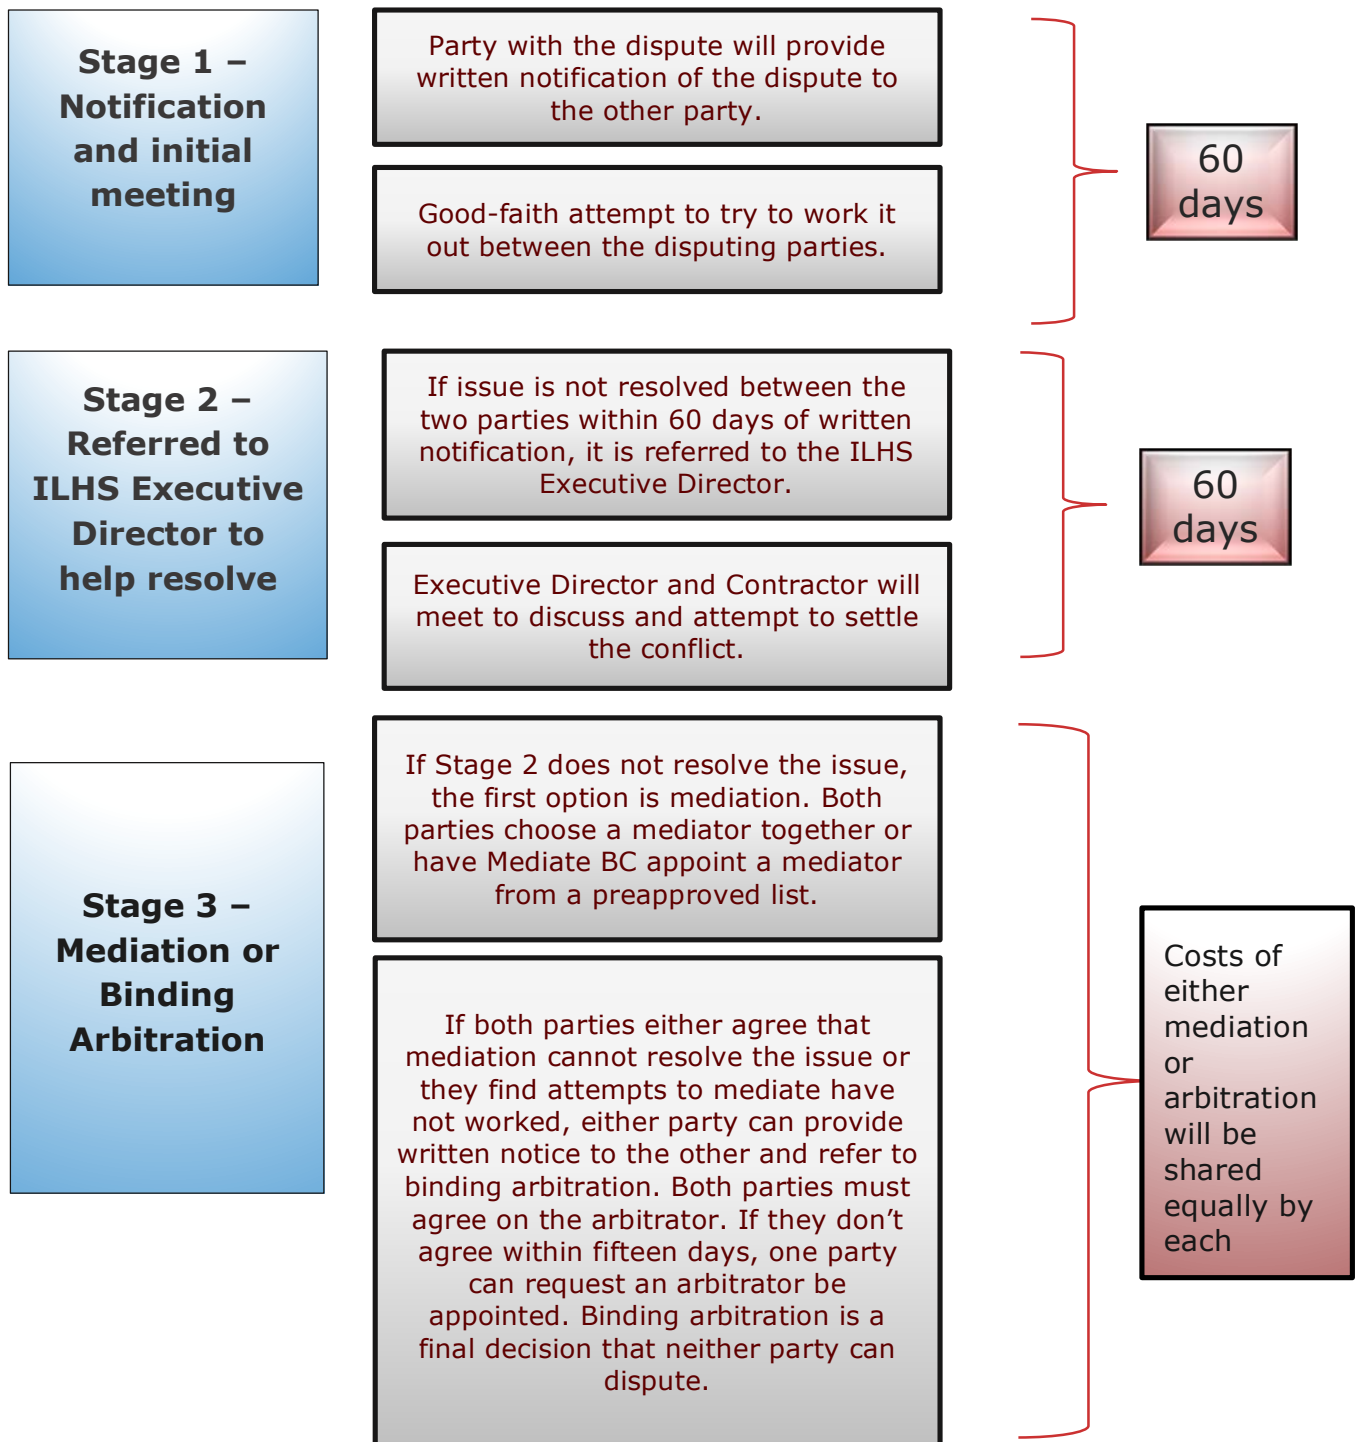 Stage 1 –
Notification
and initial
meeting
Party with the dispute will provide
written notification of the dispute to
the other party.
Good-faith attempt to try to work it
out between the disputing parties.
60
days
Stage 2 –
Referred to
ILHS Executive
Director to
help resolve
If issue is not resolved between the
two parties within 60 days of written
notification, it is referred to the ILHS
Executive Director.
Executive Director and Contractor will
meet to discuss and attempt to settle
the conflict.
60
days
Stage 3 –
Mediation or
Binding
Arbitration
If Stage 2 does not resolve the issue,
the first option is mediation. Both
parties choose a mediator together or
have Mediate BC appoint a mediator
from a preapproved list.
If both parties either agree that
mediation cannot resolve the issue or
they find attempts to mediate have
not worked, either party can provide
written notice to the other and refer to
binding arbitration. Both parties must
agree on the arbitrator. If they don’t
agree within fifteen days, one party
can request an arbitrator be
appointed. Binding arbitration is a
final decision that neither party can
dispute.
Costs of
either
mediation
or
arbitration
will be
shared
equally by
each